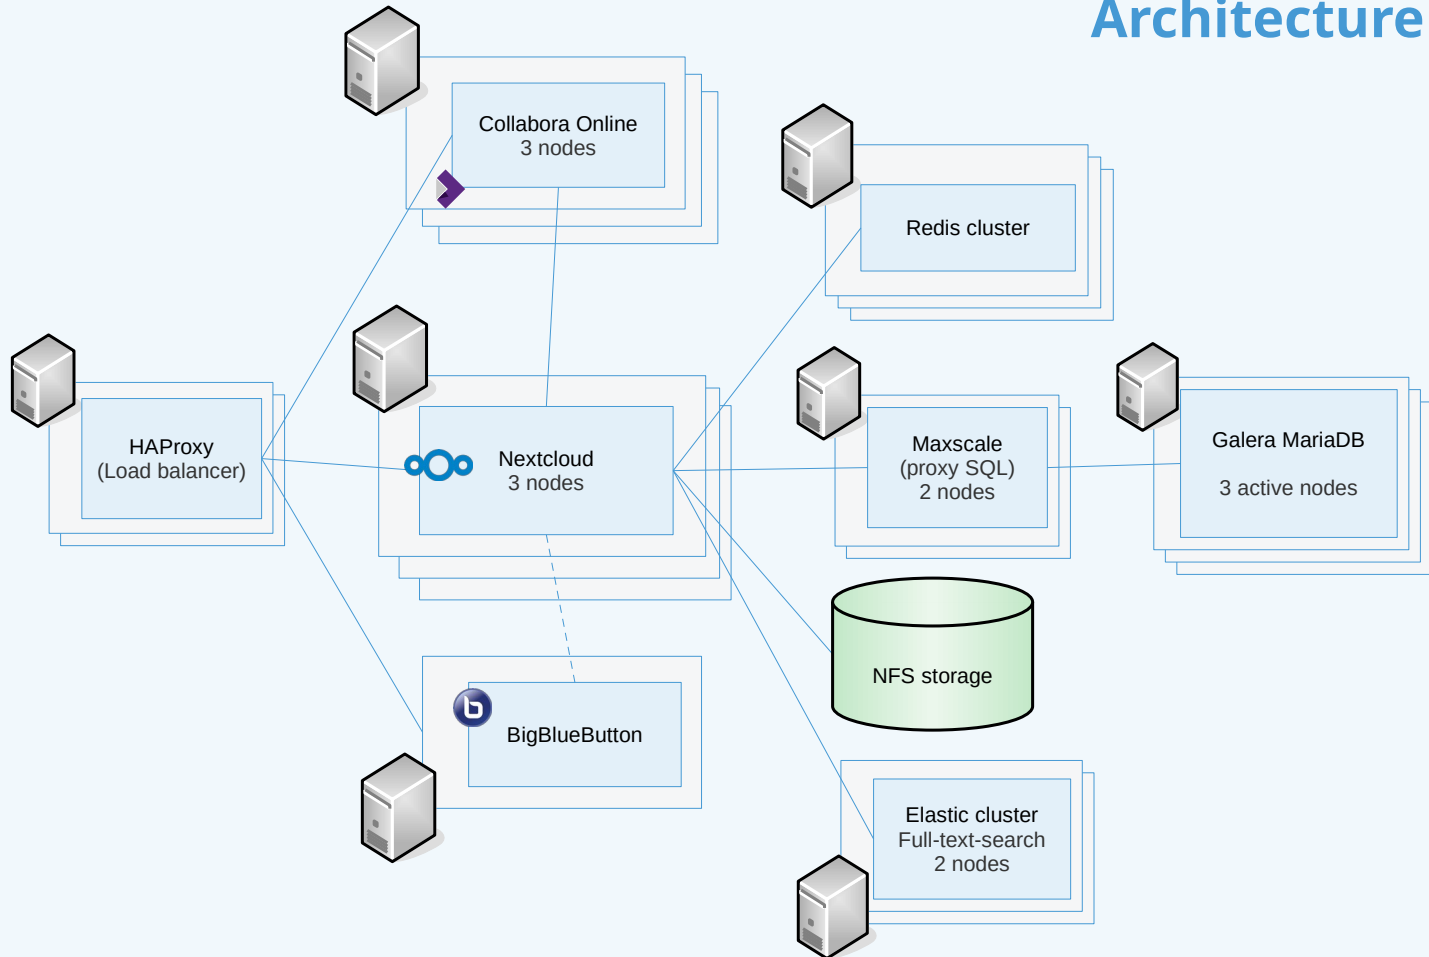 Architecture
Collabora Online
3 nodes
Redis cluster
HAProxy
(Load balancer)
Nextcloud
3 nodes
Maxscale
(proxy SQL)
2 nodes
Galera MariaDB
3 active nodes
NFS storage
BigBlueButton
Elastic cluster
Full-text-search
2 nodes